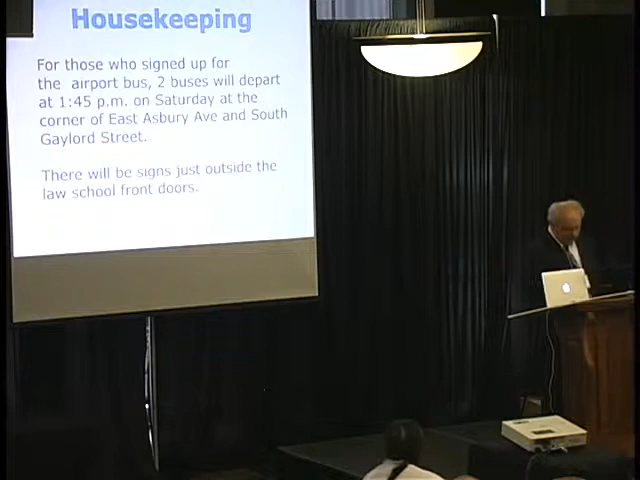 Housekeeping
For those who signed up for
the airport bus, 2 buses will depart
at 1:45 p.m. on Saturday at the
corner of East Asbury Ave and South
Gaylord Street.
There will be signs just outside the
law school front doors.